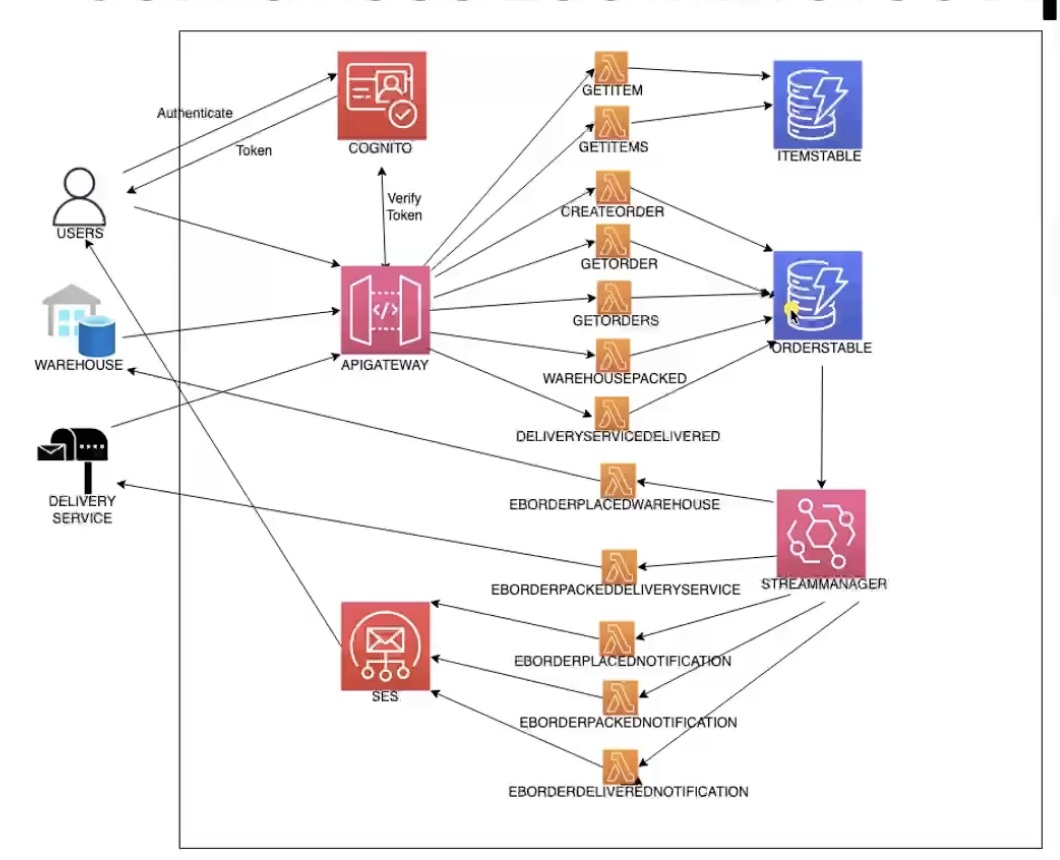 Authenticate
Token
COGNITO
Verify
Token
USERS
WAREHOUSE
DELIVERY
SERVICE
APIGATEWAY
GETITEM
GETITEMS
CREATEORDER
GETORDER
GETORDERS
WAREHOUSEPACKED
DELIVERYSERVICEDELIVERED
ITEMSTABLE
ORDERSTABLE
EBORDERPLACEDWAREHOUSE
EBORDERPACKEDDELIVERYSERVICE
STREAMMANAGER
EBORDERPLACEDNOTIFICATION
EBORDERPACKEDNOTIFICATION
EBORDERDELIVEREDNOTIFICATION
SES